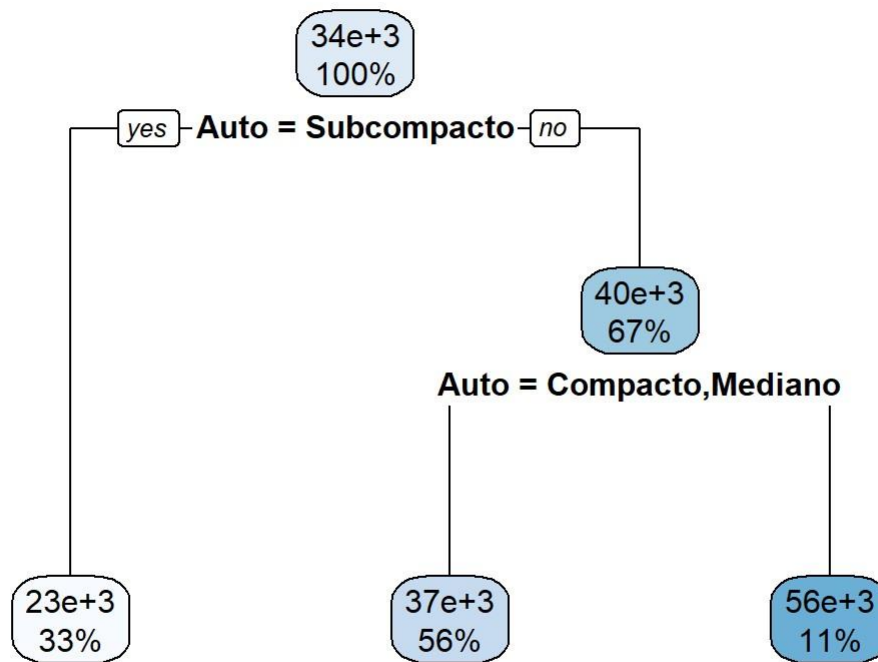 34e+3
100%
yes Auto = Subcompacto no
40e+3
67%
Auto = Compacto,Mediano
23e+3
33%
37e+3
56%
56e+3
11%